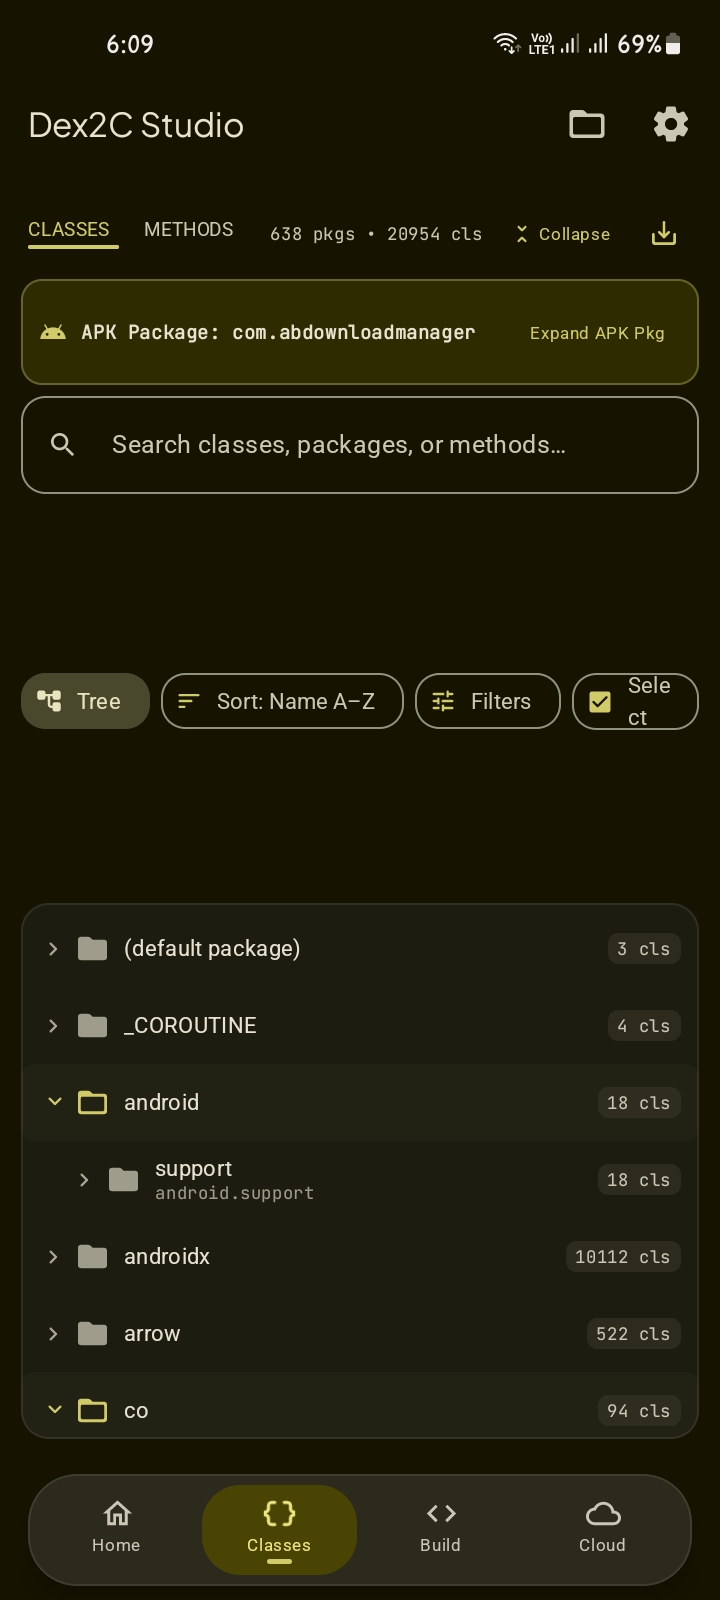 6:09
Vo)) LTE1 69%
Dex2C Studio
CLASSES METHODS 638 pkgs • 20954 cls Collapse
APK Package: com.abdownloadmanager Expand APK Pkg
Search classes, packages, or methods…
Tree Sort: Name A–Z Filters Sele
ct
(default package) 3 cls
_COROUTINE 4 cls
android 18 cls
support 18 cls
android.support
androidx 10112 cls
arrow 522 cls
co 94 cls
Home Classes Build Cloud